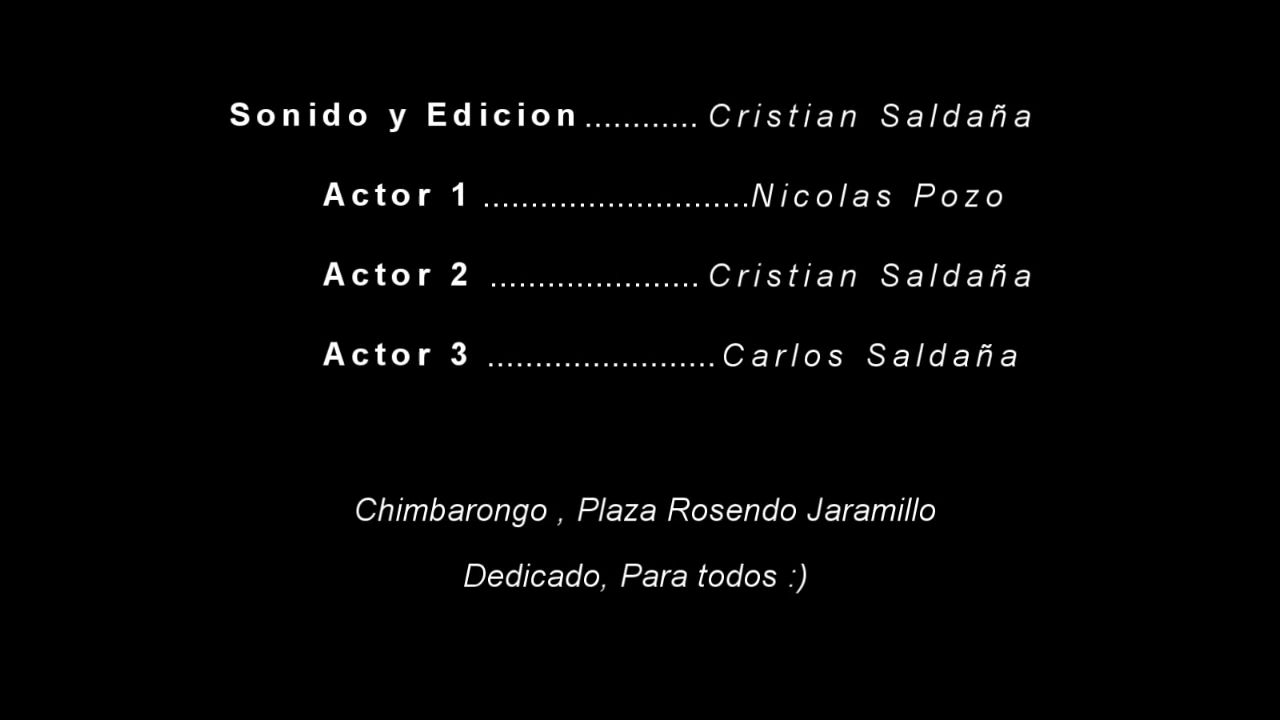 Sonido y Edicion ............ Cristian Saldaña
Actor 1 ............................Nicolas Pozo
Actor 2 ...................... Cristian Saldaña
Actor 3 ........................ Carlos Saldaña
Chimbarongo , Plaza Rosendo Jaramillo
Dedicado, Para todos :)